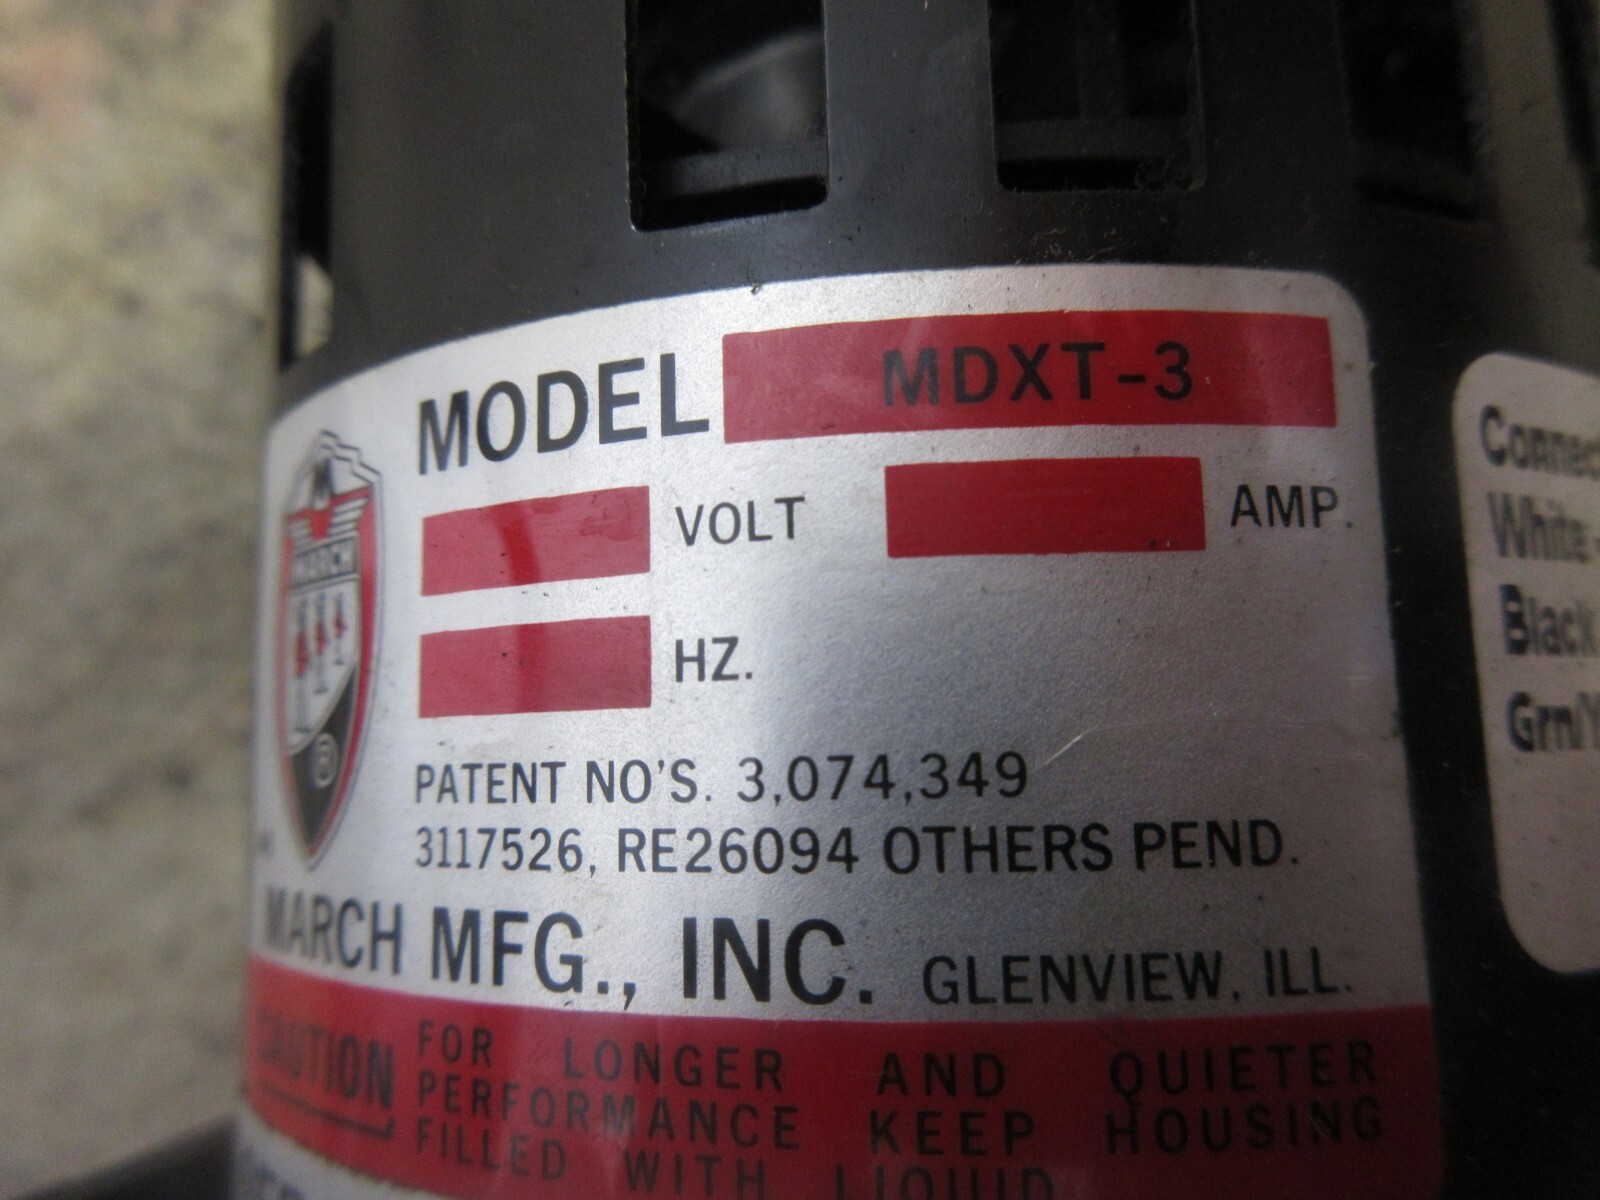 MODEL MDXT-3
VOLT AMP.
HZ.
MARCH
®
PATENT NO'S. 3,074,349
3117526, RE26094 OTHERS PEND.
MARCH MFG., INC. GLENVIEW, ILL.
CAUTION FOR LONGER AND QUIETER
PERFORMANCE KEEP HOUSING
FILLED WITH LIQUID
White -
Black